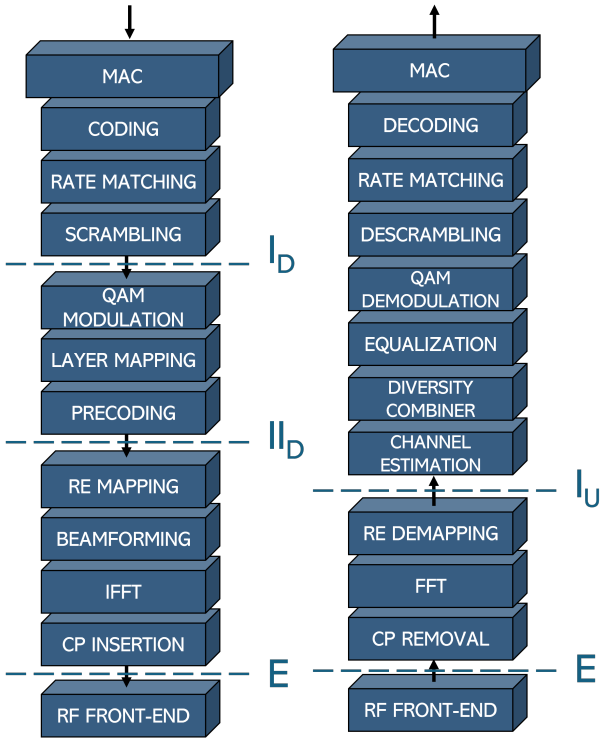 MAC
CODING
RATE MATCHING
SCRAMBLING
I_D
QAM
MODULATION
LAYER MAPPING
PRECODING
II_D
RE MAPPING
BEAMFORMING
IFFT
CP INSERTION
E
RF FRONT-END
MAC
DECODING
RATE MATCHING
DESCRAMBLING
QAM
DEMODULATION
EQUALIZATION
DIVERSITY
COMBINER
CHANNEL
ESTIMATION
I_U
RE DEMAPPING
FFT
CP REMOVAL
E
RF FRONT-END